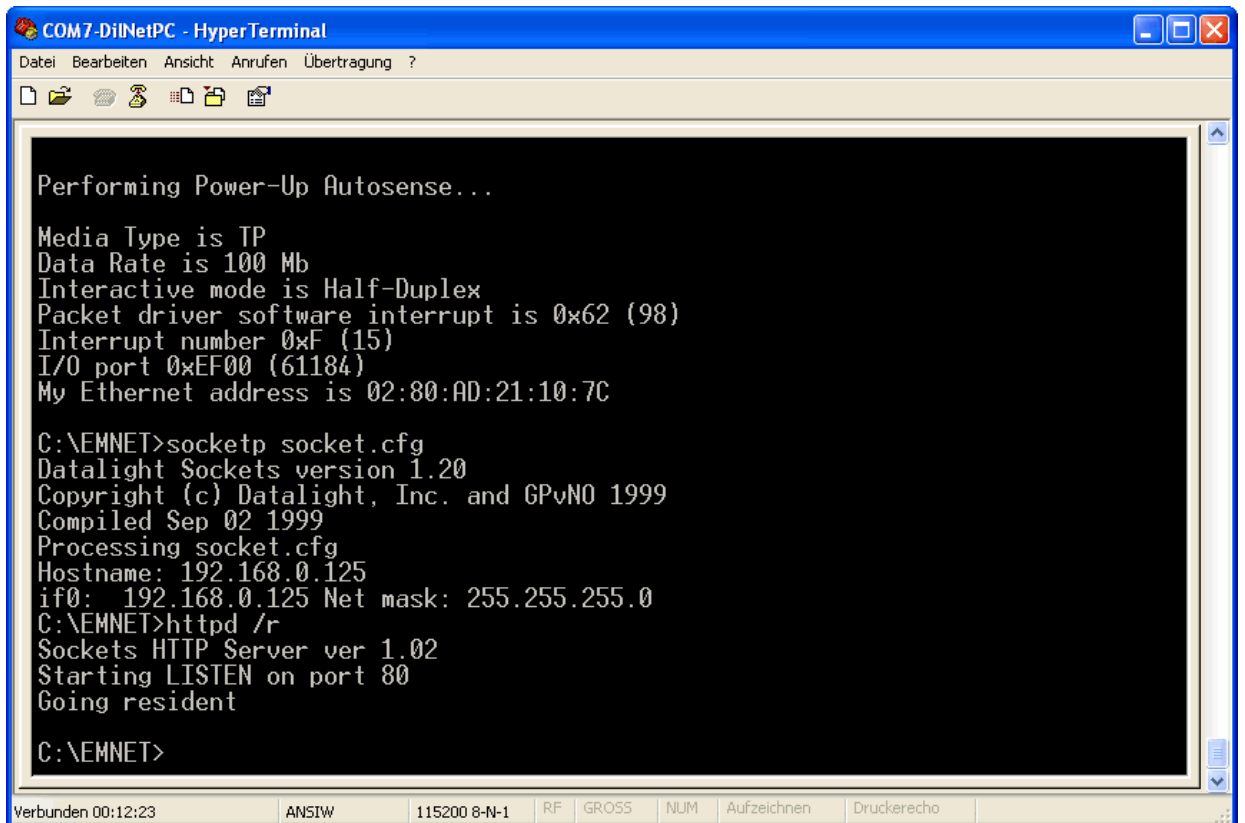 COM7-DilNetPC - HyperTerminal
Datei Bearbeiten Ansicht Anrufen Übertragung ?
Performing Power-Up Autosense...
Media Type is TP
Data Rate is 100 Mb
Interactive mode is Half-Duplex
Packet driver software interrupt is 0x62 (98)
Interrupt number 0xF (15)
I/O port 0xEF00 (61184)
My Ethernet address is 02:80:AD:21:10:7C
C:\EMNET>socketp socket.cfg
Datalight Sockets version 1.20
Copyright (c) Datalight, Inc. and GPvNO 1999
Compiled Sep 02 1999
Processing socket.cfg
Hostname: 192.168.0.125
if0:  192.168.0.125 Net mask: 255.255.255.0
C:\EMNET>httpd /r
Sockets HTTP Server ver 1.02
Starting LISTEN on port 80
Going resident
C:\EMNET>
Verbunden 00:12:23 ANSIW 115200 8-N-1 RF GROSS NUM Aufzeichnen Druckerecho